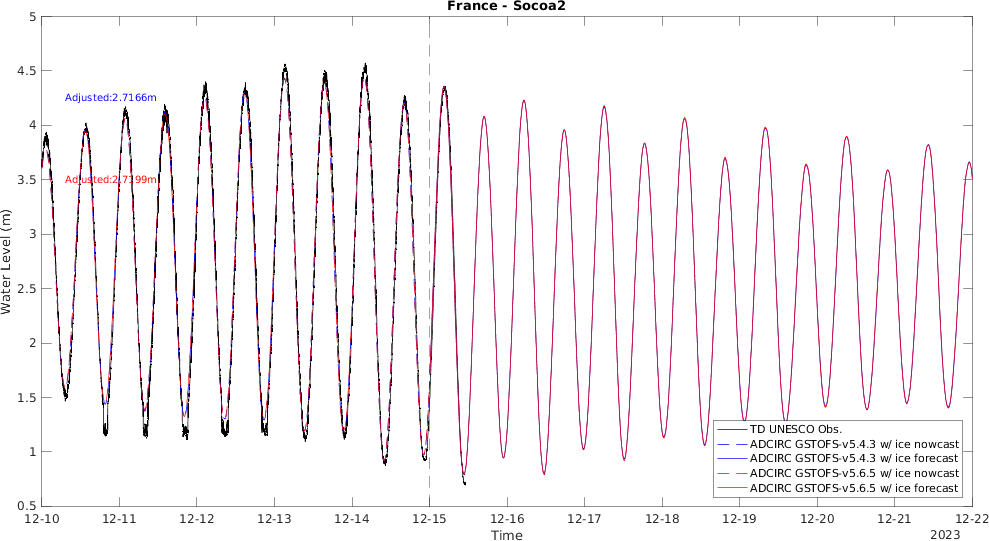 France - Socoa2
5
4.5
4
3.5
3
2.5
2
1.5
1
0.5
Water Level (m)
Adjusted:2.7166m
Adjusted:2.7199m
TD UNESCO Obs.
ADCIRC GSTOFS-v5.4.3 w/ ice nowcast
ADCIRC GSTOFS-v5.4.3 w/ ice forecast
ADCIRC GSTOFS-v5.6.5 w/ ice nowcast
ADCIRC GSTOFS-v5.6.5 w/ ice forecast
12-10 12-11 12-12 12-13 12-14 12-15 12-16 12-17 12-18 12-19 12-20 12-21 12-22
Time
2023